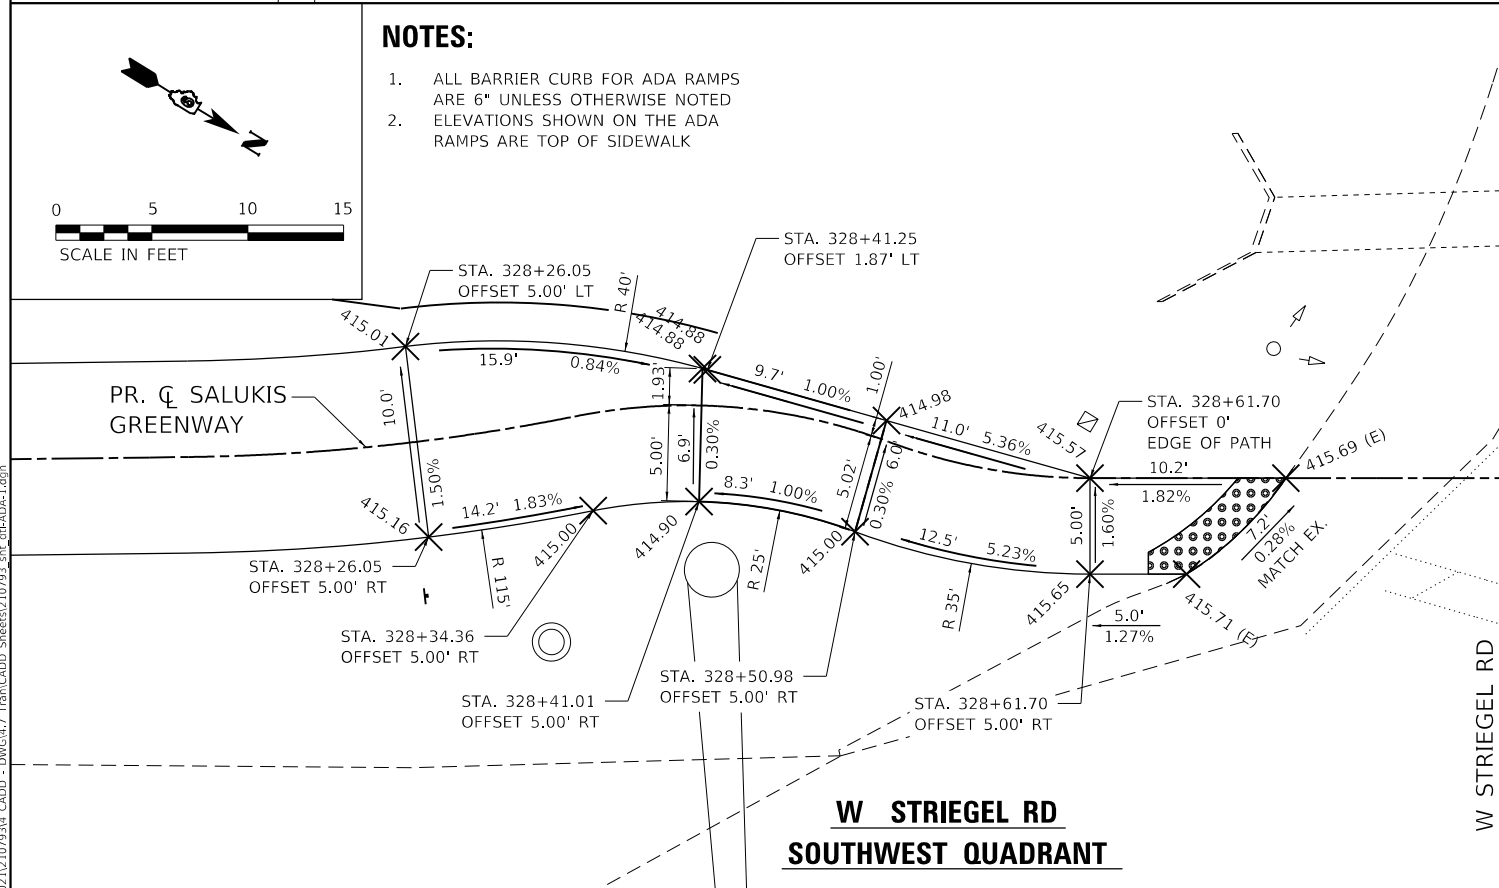 NOTES:
1. ALL BARRIER CURB FOR ADA RAMPS
ARE 6" UNLESS OTHERWISE NOTED
2. ELEVATIONS SHOWN ON THE ADA
RAMPS ARE TOP OF SIDEWALK
N
0 5 10 15
SCALE IN FEET
STA. 328+41.25
OFFSET 1.87' LT
STA. 328+26.05
OFFSET 5.00' LT
R 40'
415.01
414.88
414.88
15.9' 0.84%
1.93'
9.7' 1.00%
1.00'
414.98
PR. ℄ SALUKIS
GREENWAY
10.0'
1.50%
5.00'
6.9'
0.30%
5.02'
6.0'
0.30%
11.0' 5.36%
415.57
STA. 328+61.70
OFFSET 0'
EDGE OF PATH
10.2'
1.82%
415.69 (E)
415.16
14.2' 1.83%
415.00
414.90
8.3' 1.00%
415.00
12.5' 5.23%
5.00'
1.60%
7.2'
0.28%
MATCH EX.
STA. 328+26.05
OFFSET 5.00' RT
R 115'
R 25'
R 35'
415.65
5.0'
1.27%
415.71 (E)
STA. 328+34.36
OFFSET 5.00' RT
STA. 328+41.01
OFFSET 5.00' RT
STA. 328+50.98
OFFSET 5.00' RT
STA. 328+61.70
OFFSET 5.00' RT
W STRIEGEL RD
W STRIEGEL RD
SOUTHWEST QUADRANT